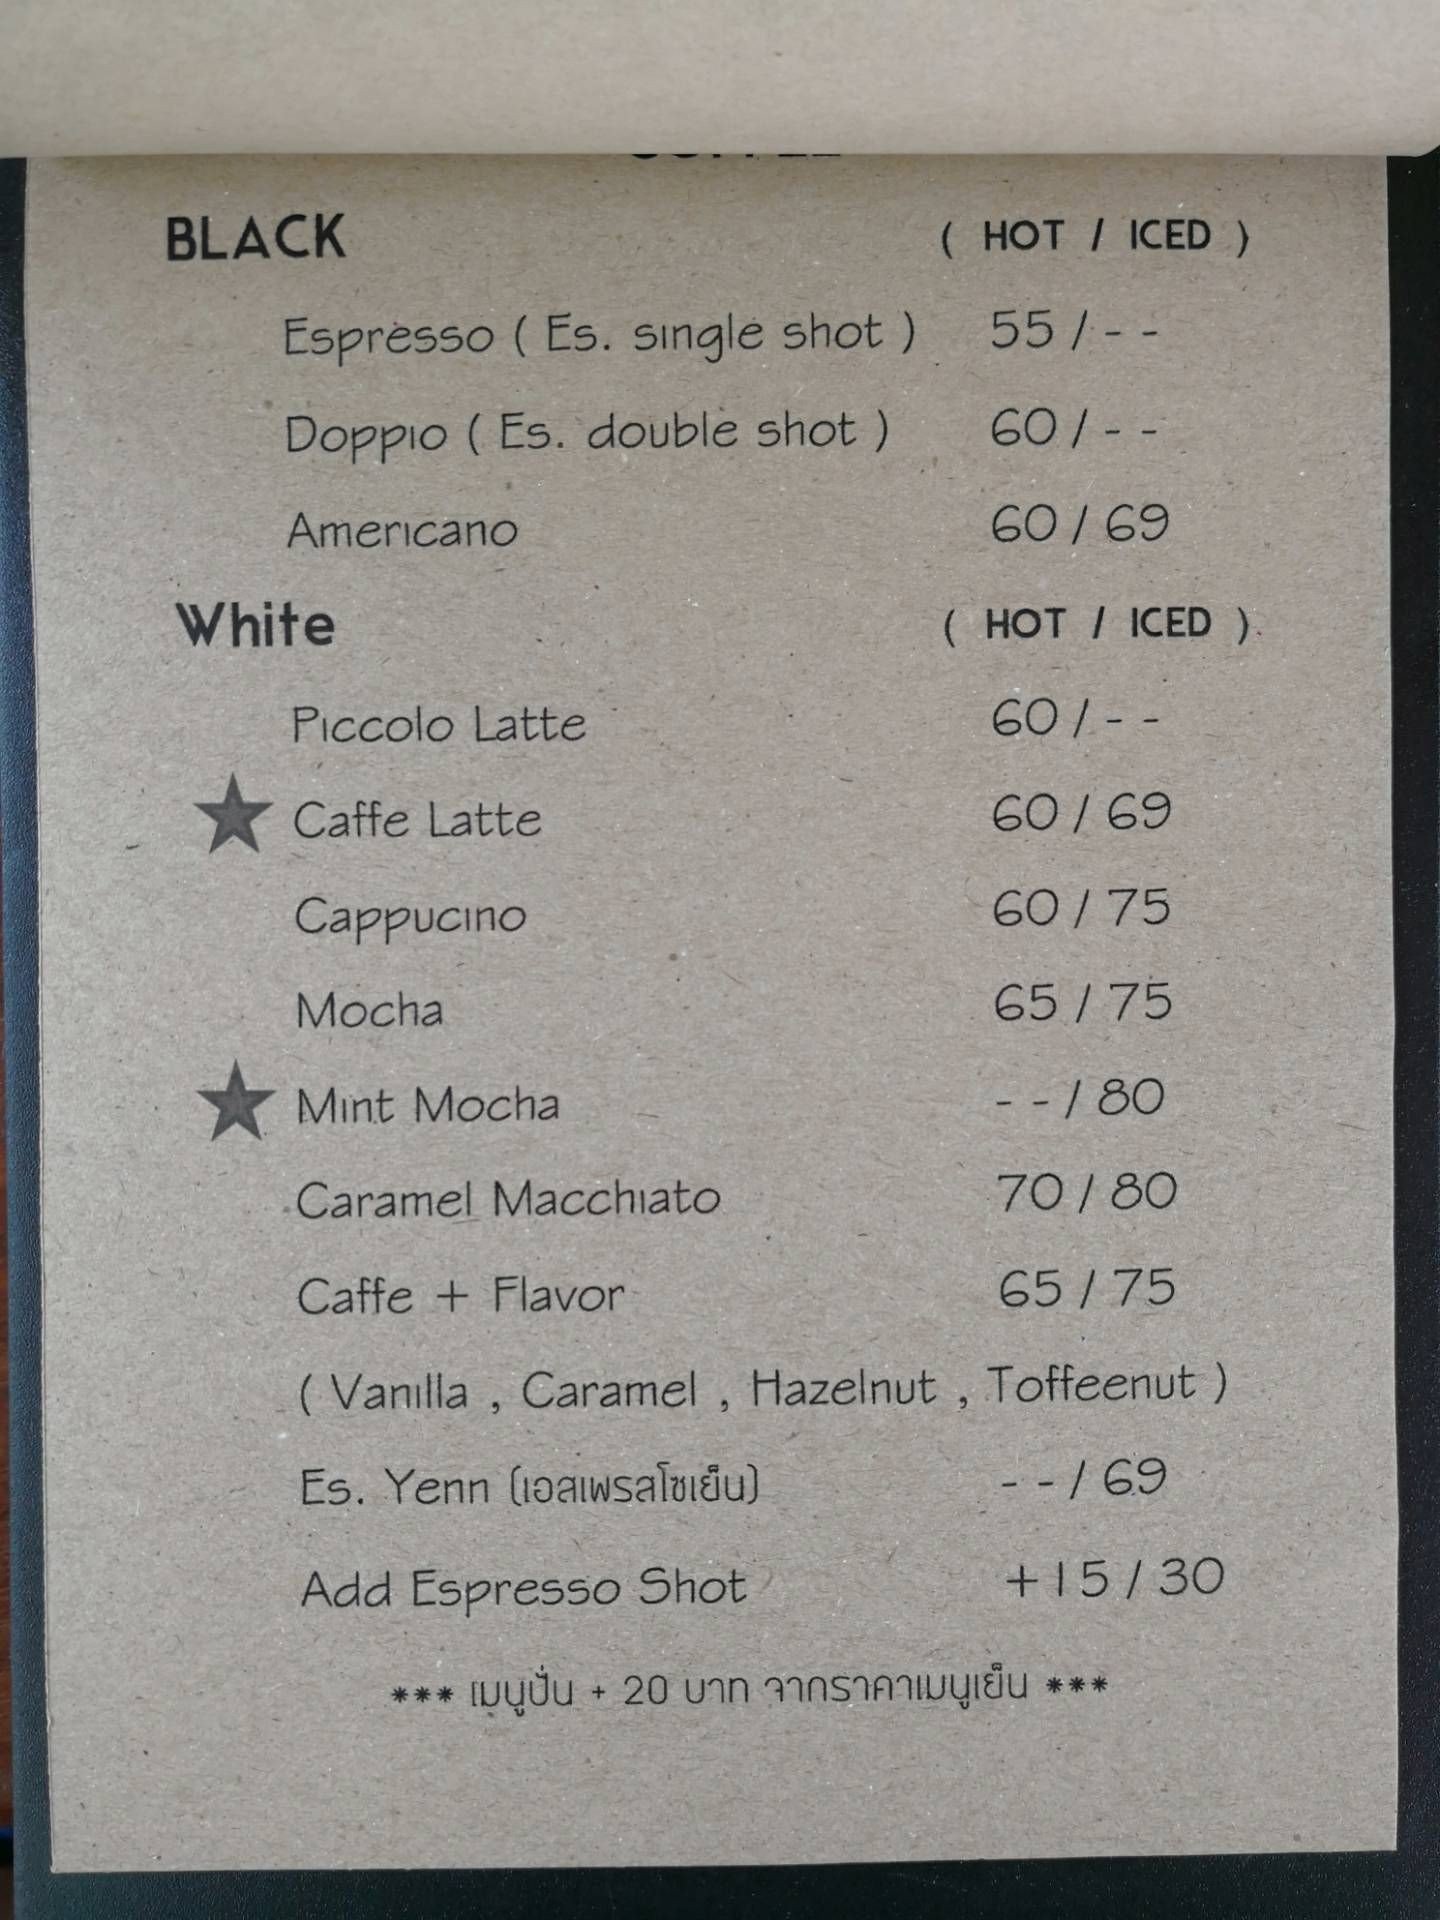 BLACK ( HOT / ICED )
Espresso ( Es. single shot ) 55 / - -
Doppio ( Es. double shot ) 60 / - -
Americano 60 / 69
White ( HOT / ICED )
Piccolo Latte 60 / - -
★ Caffe Latte 60 / 69
Cappucino 60 / 75
Mocha 65 / 75
★ Mint Mocha - - / 80
Caramel Macchiato 70 / 80
Caffe + Flavor 65 / 75
( Vanilla , Caramel , Hazelnut , Toffeenut )
Es. Yenn (เอสเพรสโซเย็น) - - / 69
Add Espresso Shot +15 / 30
*** เมนูปั่น + 20 บาท จากราคาเมนูเย็น ***